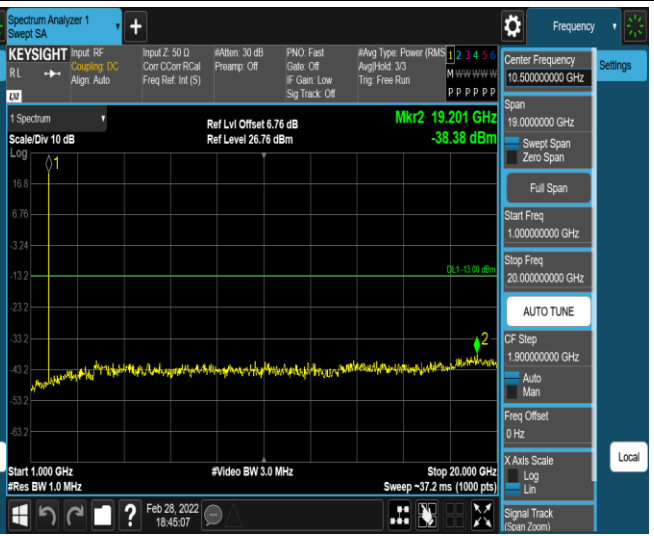 Spectrum Analyzer 1
Swept SA
Frequency
KEYSIGHT
RL
LXI
Input: RF
Coupling: DC
Align: Auto
Input Z: 50 Ω
Corr CCorr RCal
Freq Ref: Int (S)
#Atten: 30 dB
Preamp: Off
PNO: Fast
Gate: Off
IF Gain: Low
Sig Track: Off
#Avg Type: Power (RMS
Avg|Hold: 3/3
Trig: Free Run
1 2 3 4 5 6
M W W W W W
P P P P P P
1 Spectrum
Scale/Div 10 dB
Log
Ref Lvl Offset 6.76 dB
Ref Level 26.76 dBm
Mkr2 19.201 GHz
-38.38 dBm
1
16.8
6.76
-3.24
-13.2
DL1 -13.00 dBm
-23.2
-33.2
2
-43.2
-53.2
-63.2
Start 1.000 GHz
#Res BW 1.0 MHz
#Video BW 3.0 MHz
Stop 20.000 GHz
Sweep ~37.2 ms (1000 pts)
Feb 28, 2022
18:45:07
Center Frequency
10.500000000 GHz
Span
19.0000000 GHz
Swept Span
Zero Span
Full Span
Start Freq
1.000000000 GHz
Stop Freq
20.000000000 GHz
AUTO TUNE
CF Step
1.900000000 GHz
Auto
Man
Freq Offset
0 Hz
X Axis Scale
Log
Lin
Signal Track
(Span Zoom)
Settings
Local